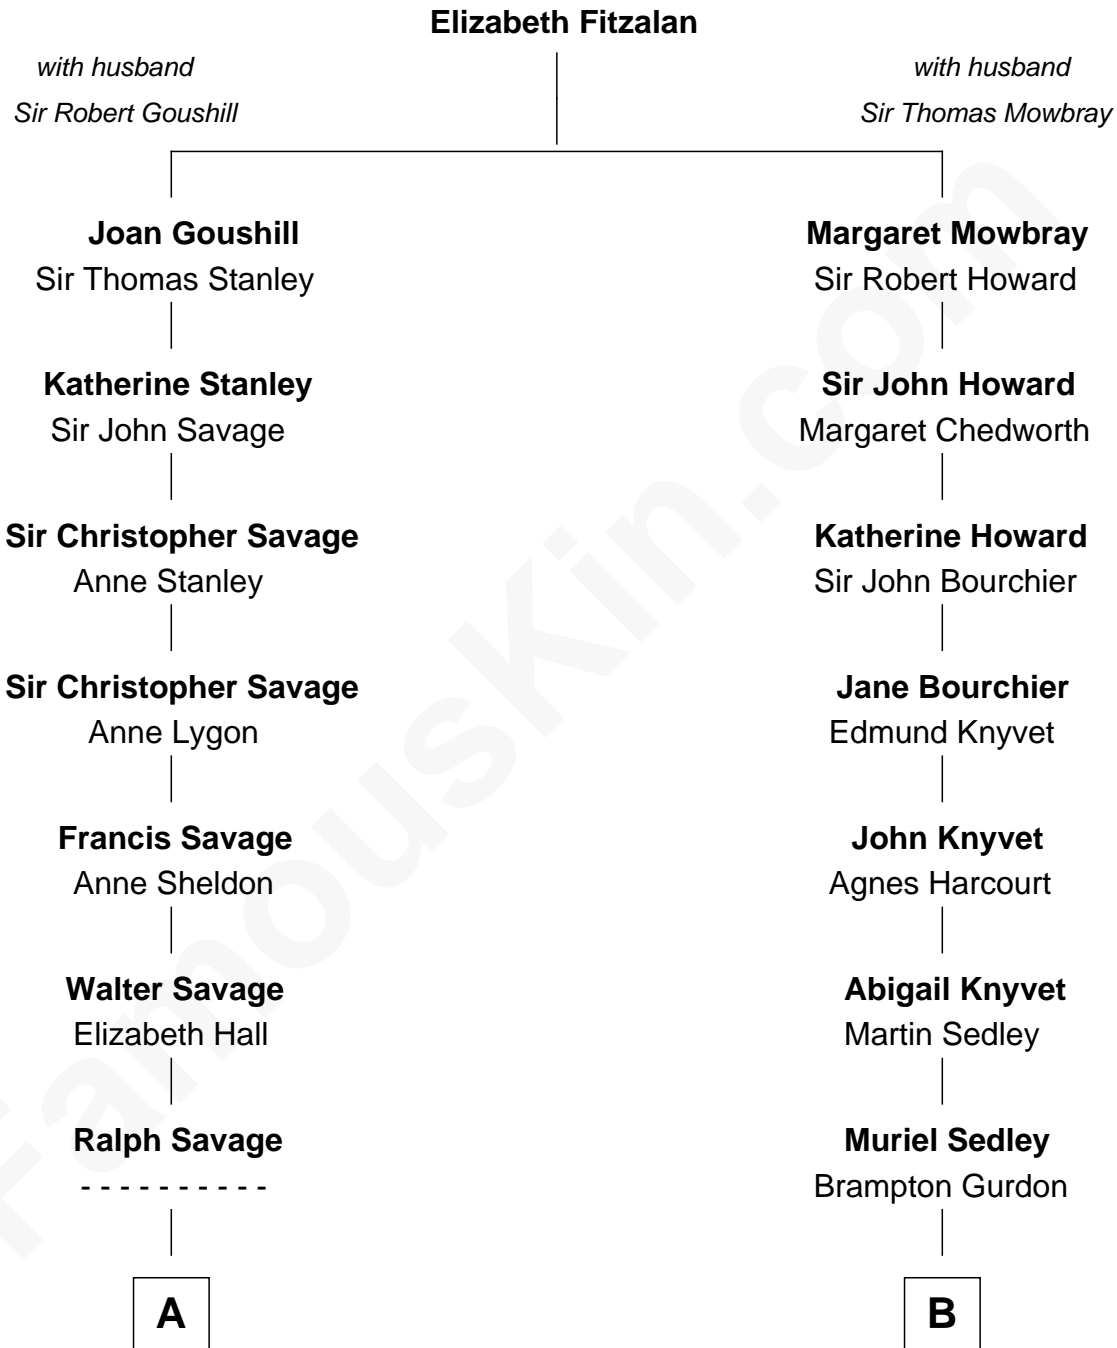 Elizabeth Fitzalan
with husband
Sir Robert Goushill
with husband
Sir Thomas Mowbray
Joan Goushill
Sir Thomas Stanley
Margaret Mowbray
Sir Robert Howard
Katherine Stanley
Sir John Savage
Sir John Howard
Margaret Chedworth
Sir Christopher Savage
Anne Stanley
Katherine Howard
Sir John Bourchier
Sir Christopher Savage
Anne Lygon
Jane Bourchier
Edmund Knyvet
Francis Savage
Anne Sheldon
John Knyvet
Agnes Harcourt
Walter Savage
Elizabeth Hall
Abigail Knyvet
Martin Sedley
Ralph Savage
- - - - - - - - - -
Muriel Sedley
Brampton Gurdon
A
B
FamousKin.com